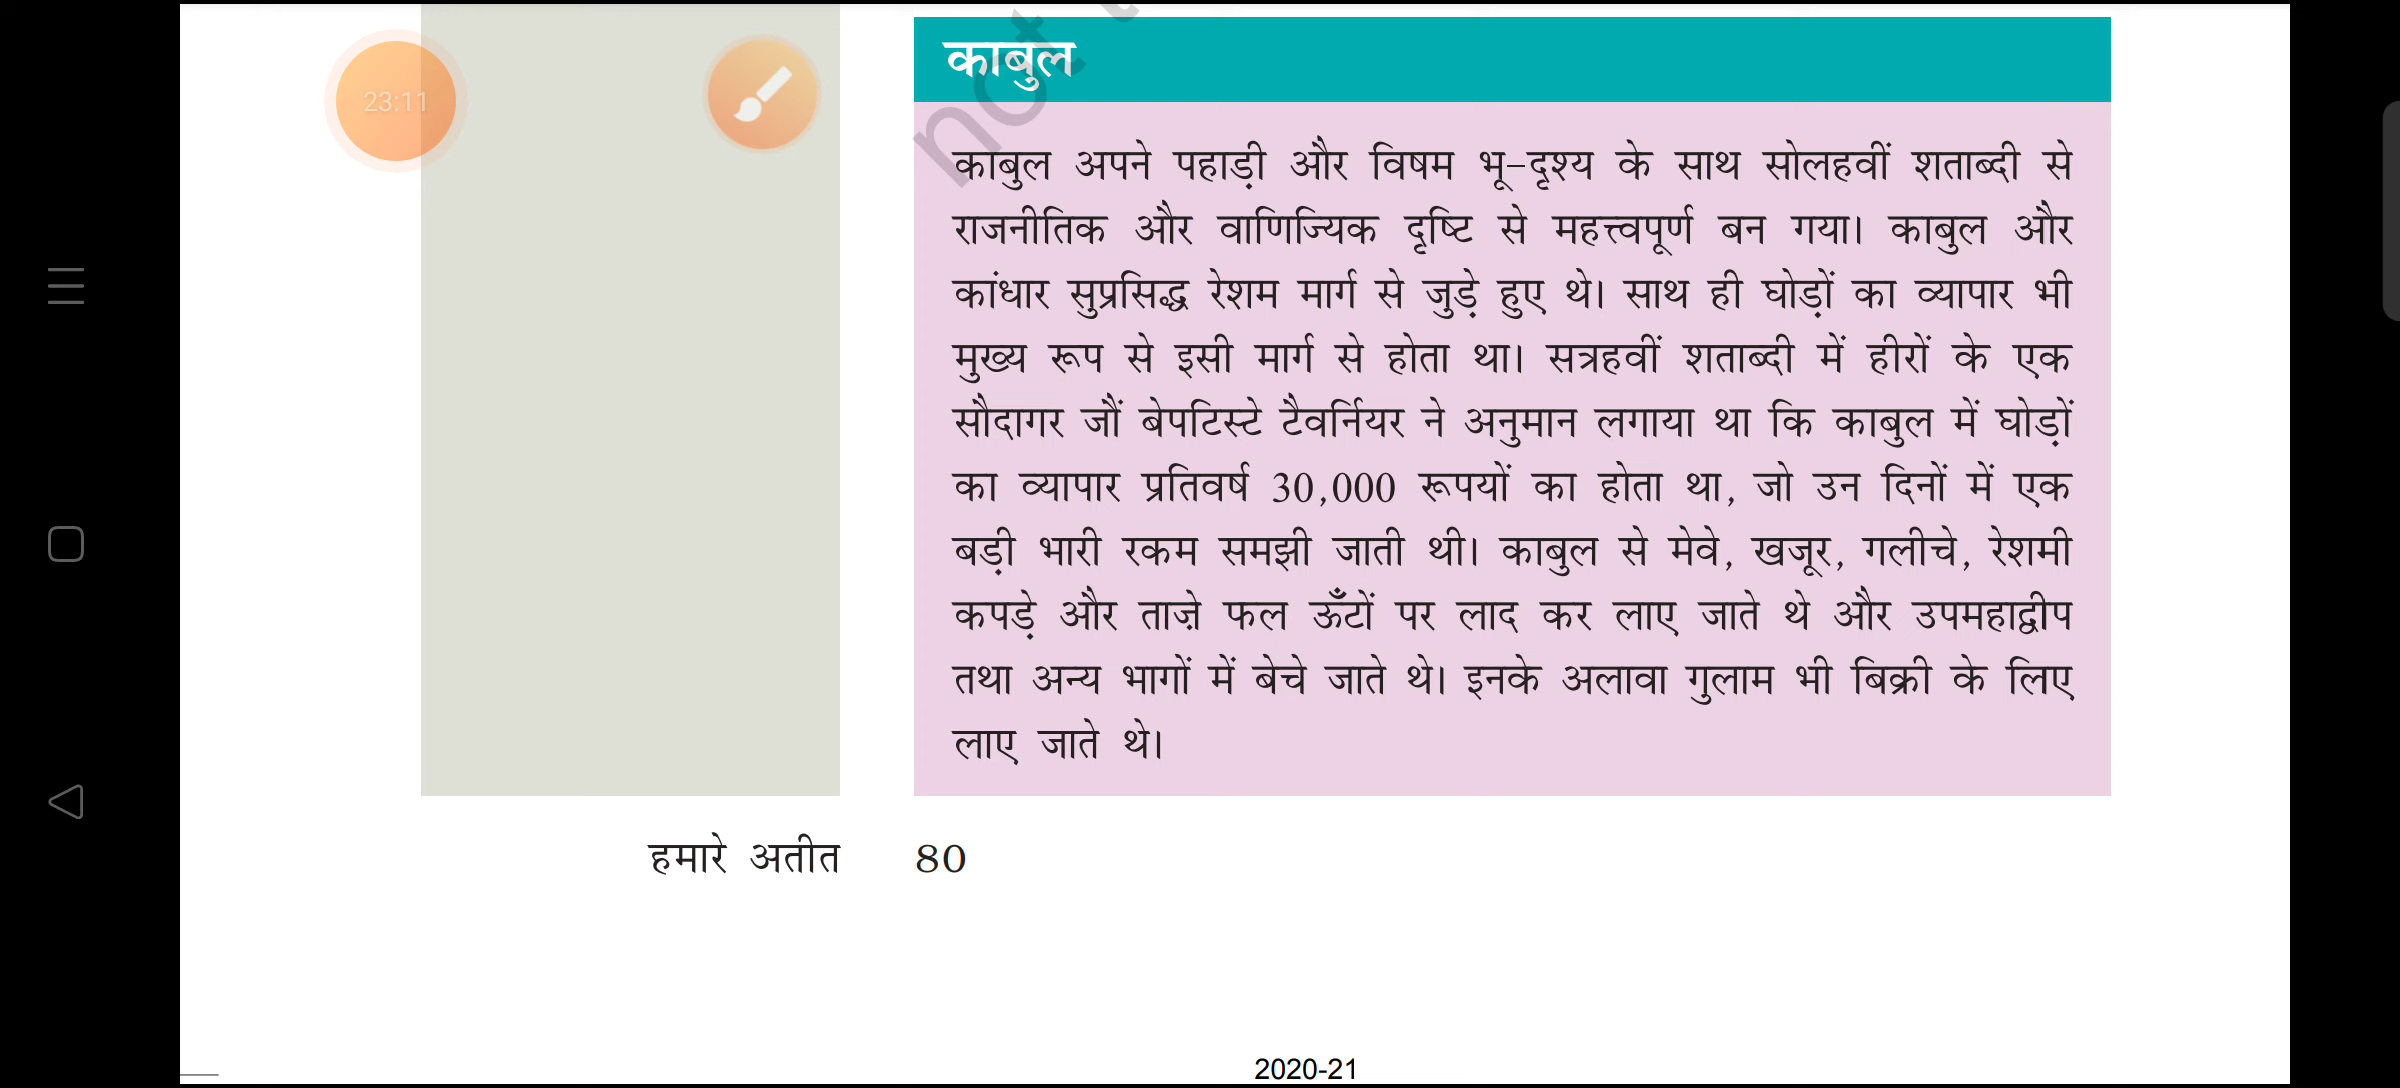 काबुल
काबुल अपने पहाड़ी और विषम भू-दृश्य के साथ सोलहवीं शताब्दी से
राजनीतिक और वाणिज्यिक दृष्टि से महत्त्वपूर्ण बन गया। काबुल और
कांधार सुप्रसिद्ध रेशम मार्ग से जुड़े हुए थे। साथ ही घोड़ों का व्यापार भी
मुख्य रूप से इसी मार्ग से होता था। सत्रहवीं शताब्दी में हीरों के एक
सौदागर जौं बेपटिस्टे टैवर्नियर ने अनुमान लगाया था कि काबुल में घोड़ों
का व्यापार प्रतिवर्ष 30,000 रूपयों का होता था, जो उन दिनों में एक
बड़ी भारी रकम समझी जाती थी। काबुल से मेवे, खजूर, गलीचे, रेशमी
कपड़े और ताज़े फल ऊँटों पर लाद कर लाए जाते थे और उपमहाद्वीप
तथा अन्य भागों में बेचे जाते थे। इनके अलावा गुलाम भी बिक्री के लिए
लाए जाते थे।
23:11
not
हमारे अतीत 80
2020-21